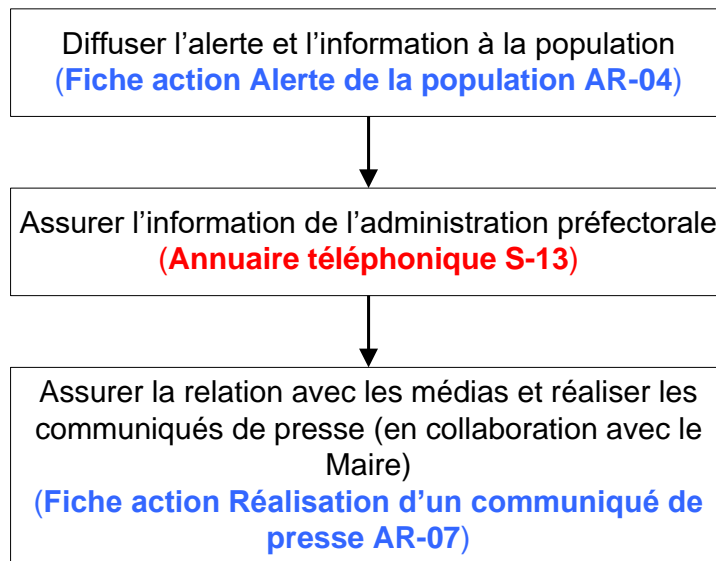 Diffuser l’alerte et l’information à la population
(Fiche action Alerte de la population AR-04)
Assurer l’information de l’administration préfectorale
(Annuaire téléphonique S-13)
Assurer la relation avec les médias et réaliser les
communiqués de presse (en collaboration avec le
Maire)
(Fiche action Réalisation d’un communiqué de
presse AR-07)